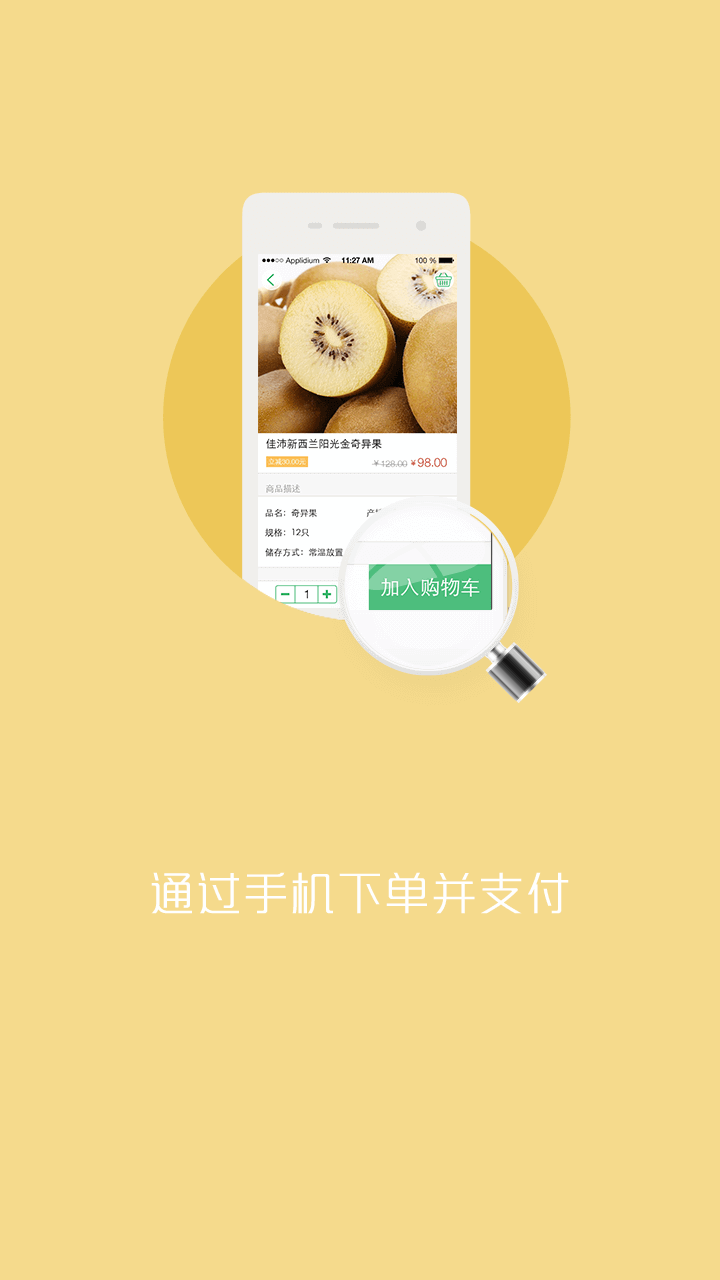 Applidium 11:27 AM 100 %
佳沛新西兰阳光金奇异果
立减30.00元 ￥128.00 ￥98.00
商品描述
品名：奇异果
规格：12只
储存方式：常温放置
1
加入购物车
通过手机下单并支付